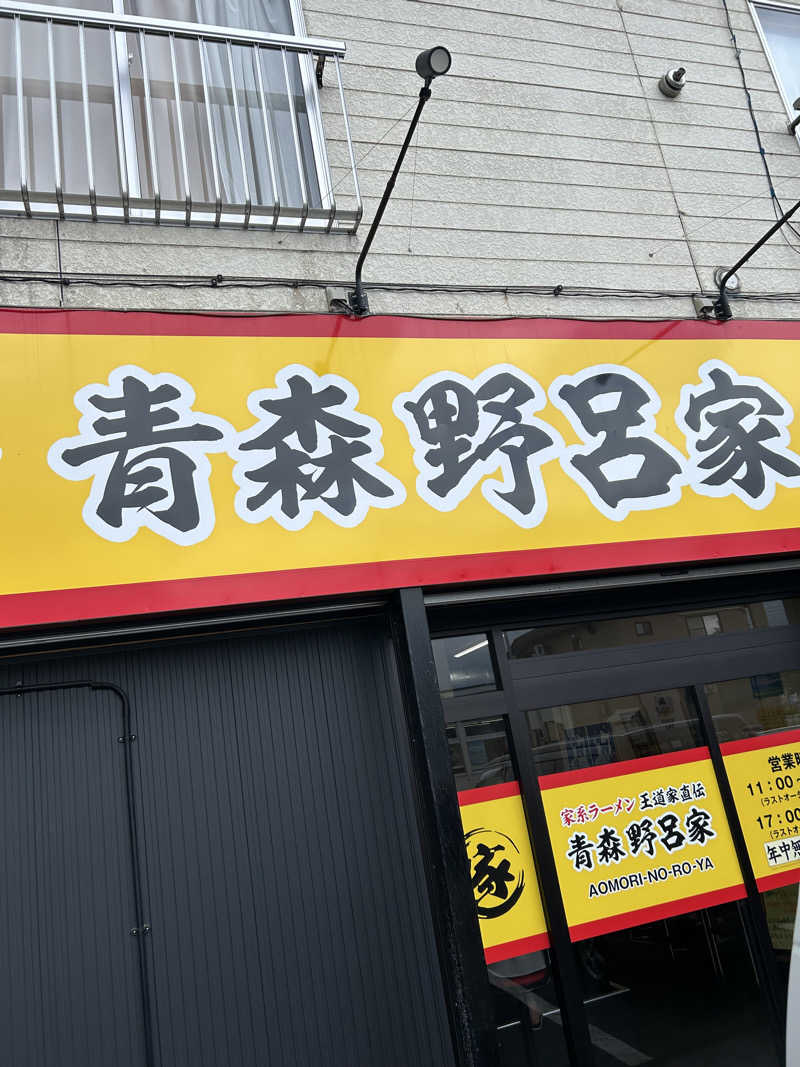 青森野呂家
家
家系ラーメン 王道家直伝
青森野呂家
AOMORI-NO-RO-YA
営業時
11:00~
(ラストオー
17:00
(ラストオー
年中無